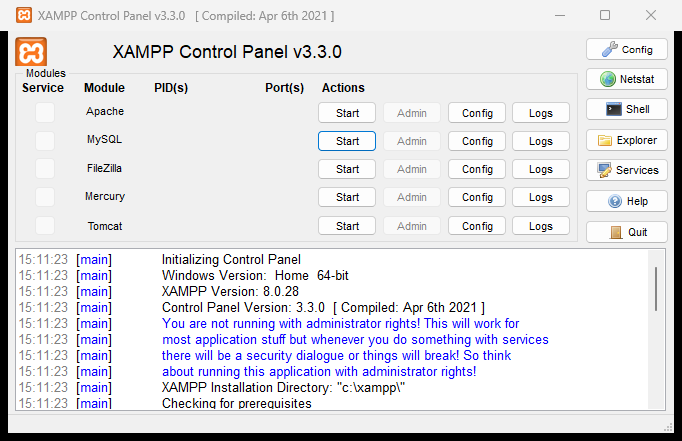 XAMPP Control Panel v3.3.0 [ Compiled: Apr 6th 2021 ]
XAMPP Control Panel v3.3.0
Config
Modules
Service Module PID(s) Port(s) Actions
Netstat
Apache Start Admin Config Logs
Shell
MySQL Start Admin Config Logs
Explorer
FileZilla Start Admin Config Logs
Services
Mercury Start Admin Config Logs
Help
Tomcat Start Admin Config Logs
Quit
15:11:23 [main] Initializing Control Panel
15:11:23 [main] Windows Version: Home 64-bit
15:11:23 [main] XAMPP Version: 8.0.28
15:11:23 [main] Control Panel Version: 3.3.0 [ Compiled: Apr 6th 2021 ]
15:11:23 [main] You are not running with administrator rights! This will work for
15:11:23 [main] most application stuff but whenever you do something with services
15:11:23 [main] there will be a security dialogue or things will break! So think
15:11:23 [main] about running this application with administrator rights!
15:11:23 [main] XAMPP Installation Directory: "c:\xampp\"
15:11:23 [main] Checking for prerequisites